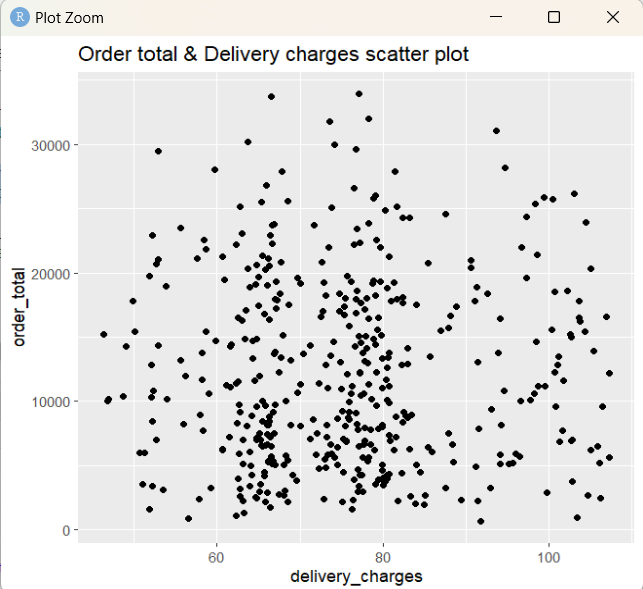 R Plot Zoom
Order total & Delivery charges scatter plot
30000
20000
10000
0
order_total
60 80 100
delivery_charges